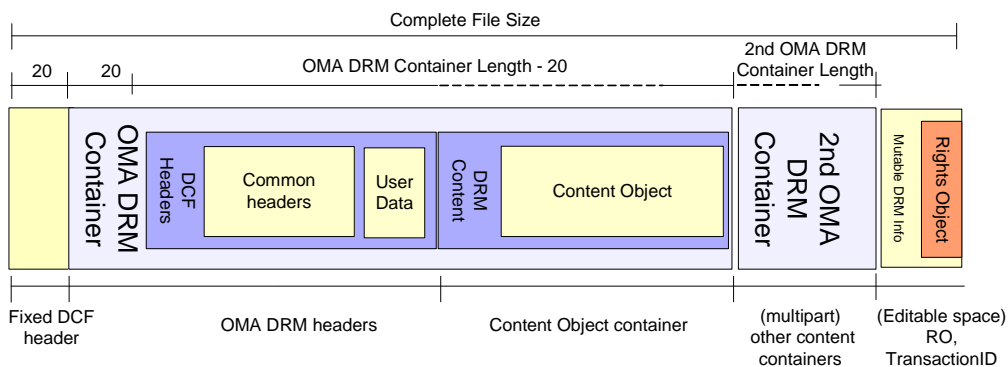 Complete File Size
20
20
OMA DRM Container Length - 20
2nd OMA DRM
Container Length
OMA DRM
Container
DCF
Headers
Common
headers
User
Data
DRM
Content
Content Object
2nd OMA
DRM
Container
Mutable DRM Info
Rights Object
Fixed DCF
header
OMA DRM headers
Content Object container
(multipart)
other content
containers
(Editable space)
RO,
TransactionID